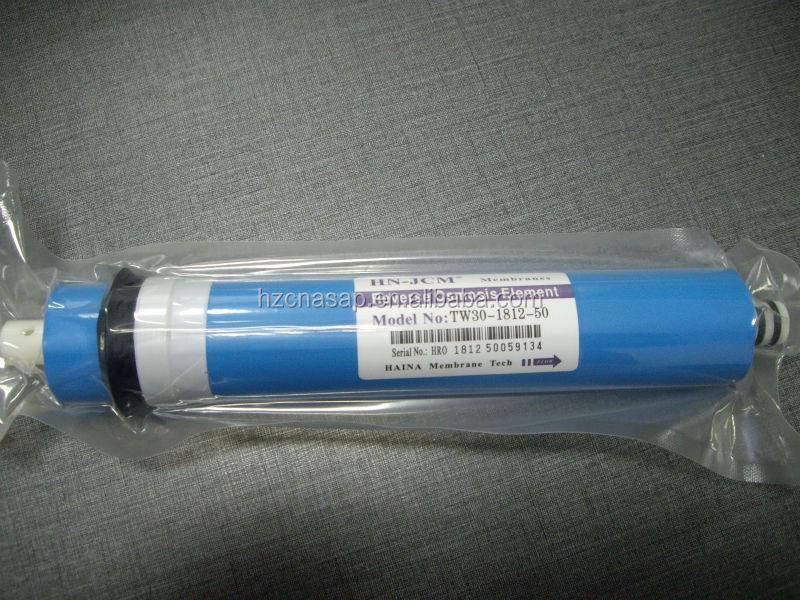 HN-JCM® Membranes
reverse osmosis Element
Model No:TW30-1812-50
Serial No.: HRO 1812 50059134
HAINA Membrane Tech FLOW
hzcnasap.en.alibaba.com